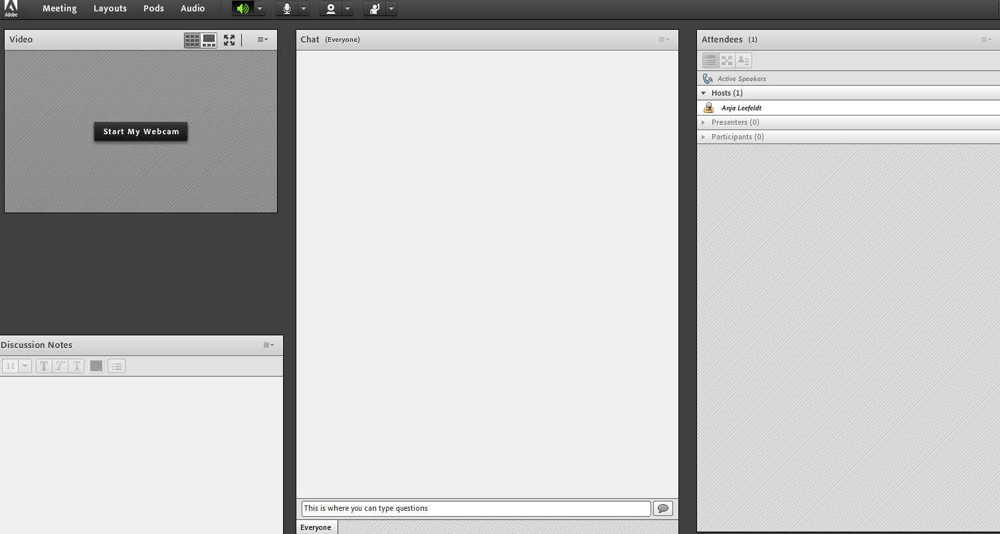 Adobe
Meeting Layouts Pods Audio
Video
Start My Webcam
Discussion Notes
11 T T T
Chat (Everyone)
This is where you can type questions
Everyone
Attendees (1)
Active Speakers
Hosts (1)
Anja Leefeldt
Presenters (0)
Participants (0)